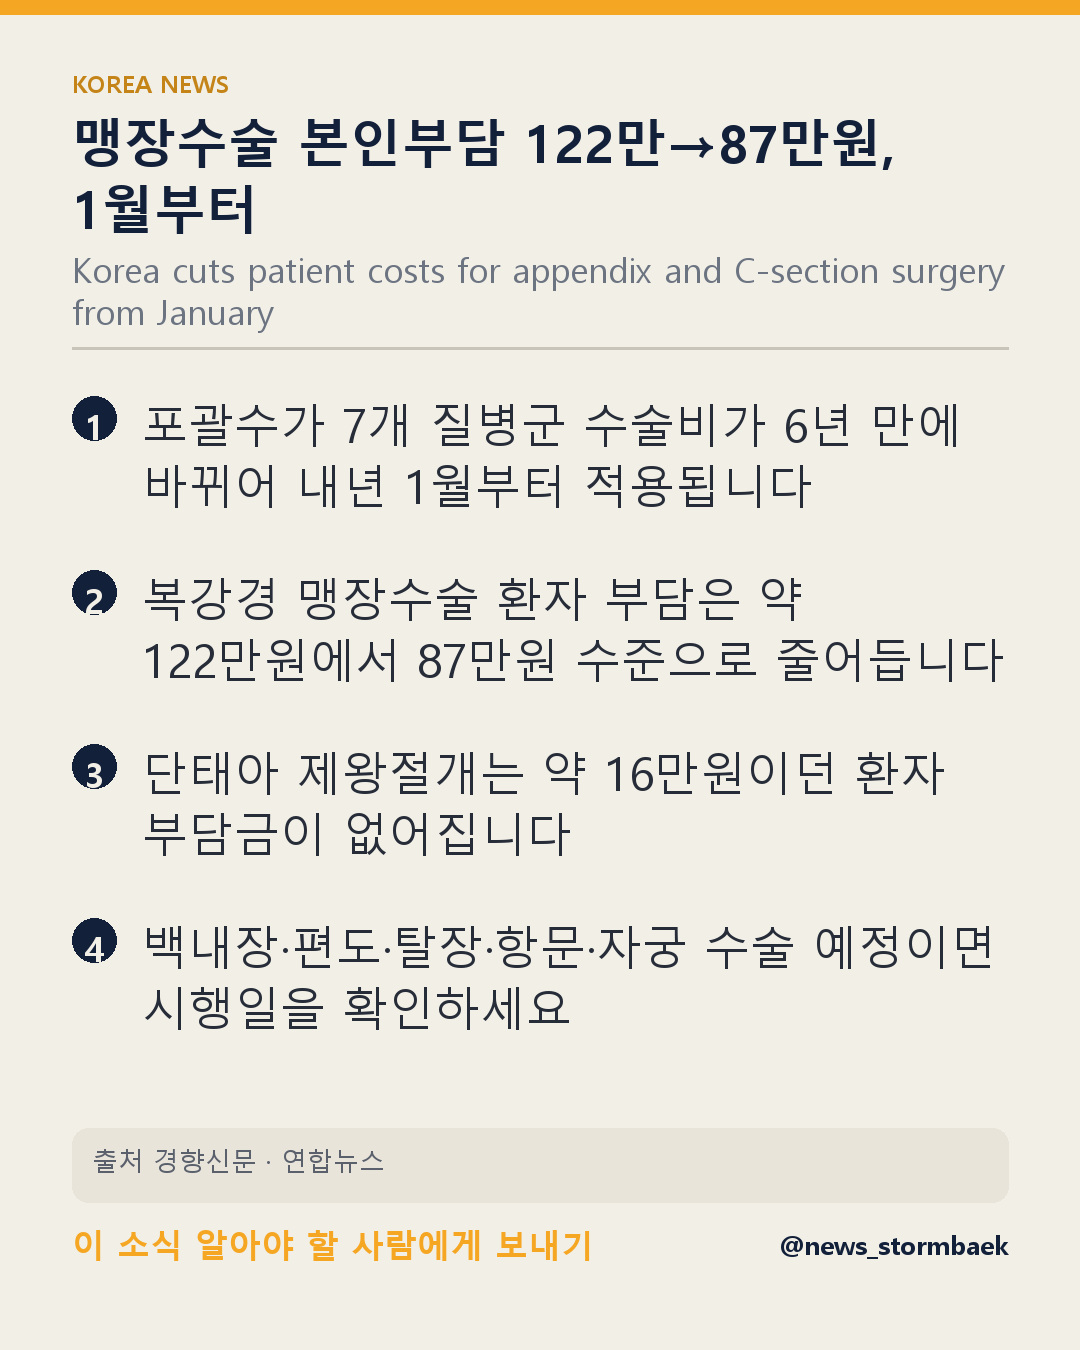 KOREA NEWS
맹장수술 본인부담 122만→87만원,
1월부터
Korea cuts patient costs for appendix and C-section surgery
from January
1 포괄수가 7개 질병군 수술비가 6년 만에
바뀌어 내년 1월부터 적용됩니다
2 복강경 맹장수술 환자 부담은 약
122만원에서 87만원 수준으로 줄어듭니다
3 단태아 제왕절개는 약 16만원이던 환자
부담금이 없어집니다
4 백내장·편도·탈장·항문·자궁 수술 예정이면
시행일을 확인하세요
출처 경향신문 · 연합뉴스
이 소식 알아야 할 사람에게 보내기
@news_stormbaek